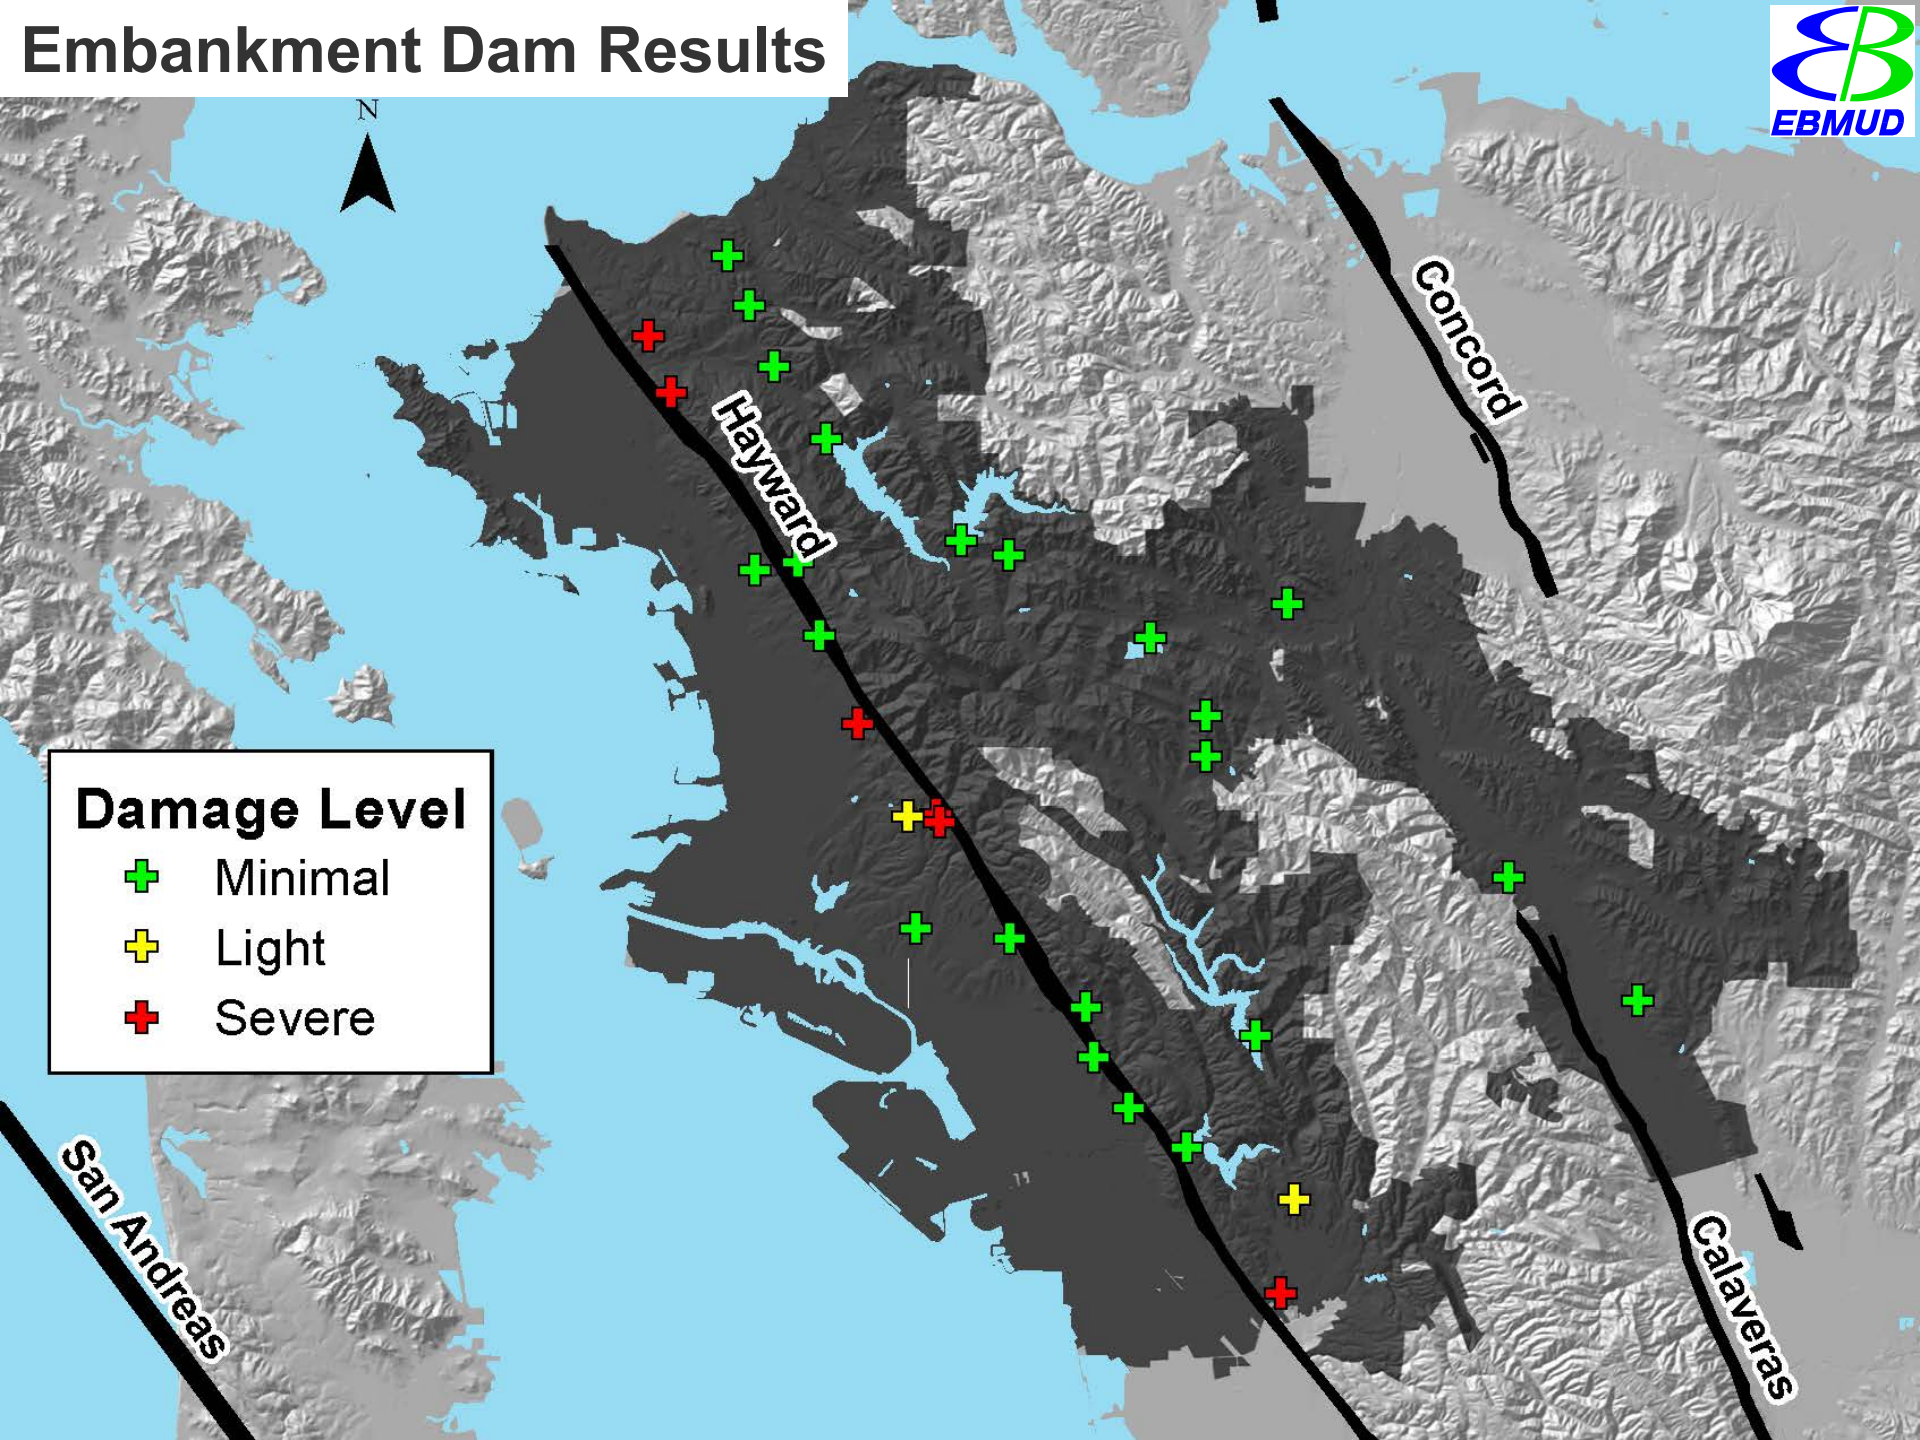 Embankment Dam Results
EBMUD
N
Concord
Hayward
Damage Level
Minimal
Light
Severe
San Andreas
Calaveras